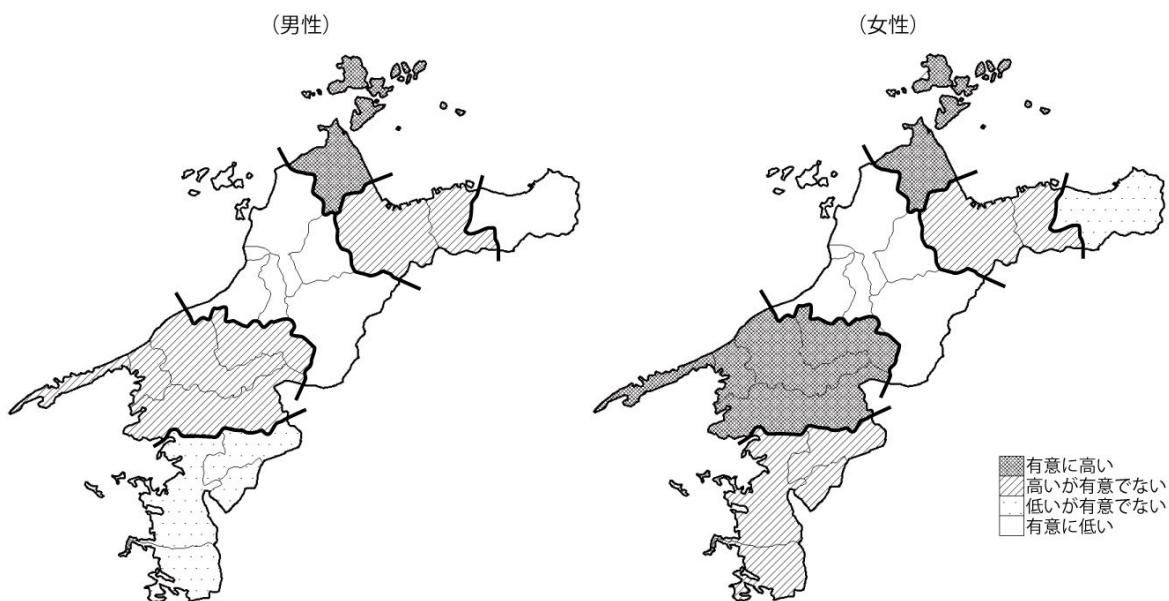 (男性)
(女性)
有意に高い
高いが有意でない
低いが有意でない
有意に低い